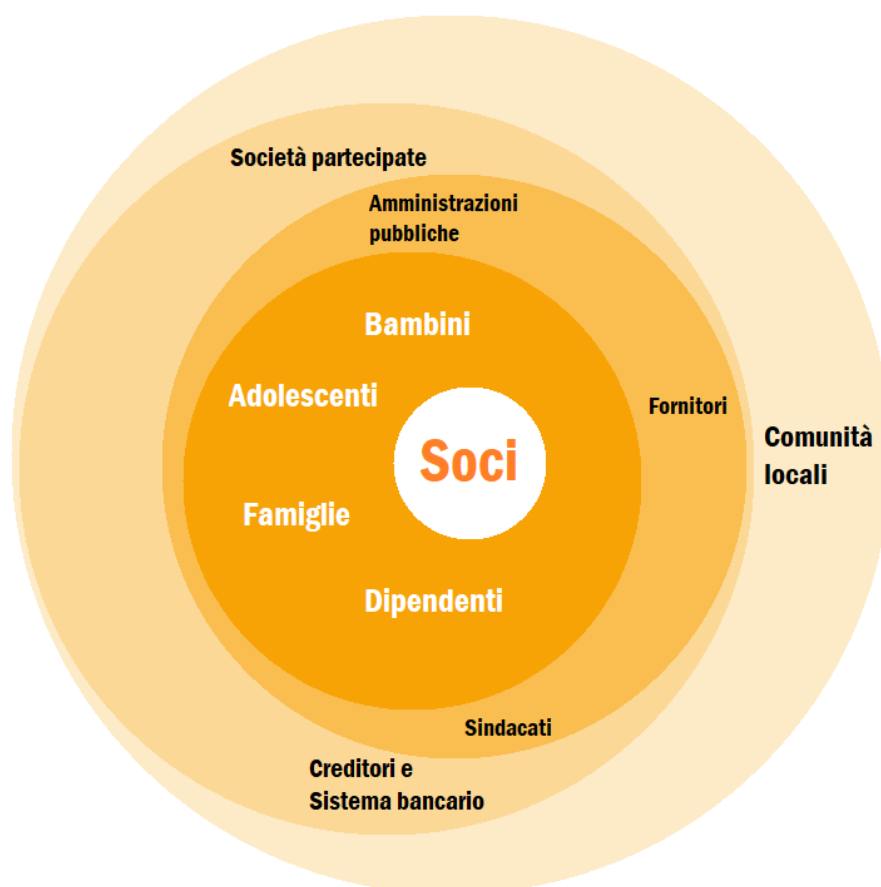 Società partecipate
Amministrazioni
pubbliche
Bambini
Adolescenti
Fornitori
Comunità
locali
Soci
Famiglie
Dipendenti
Sindacati
Creditori e
Sistema bancario